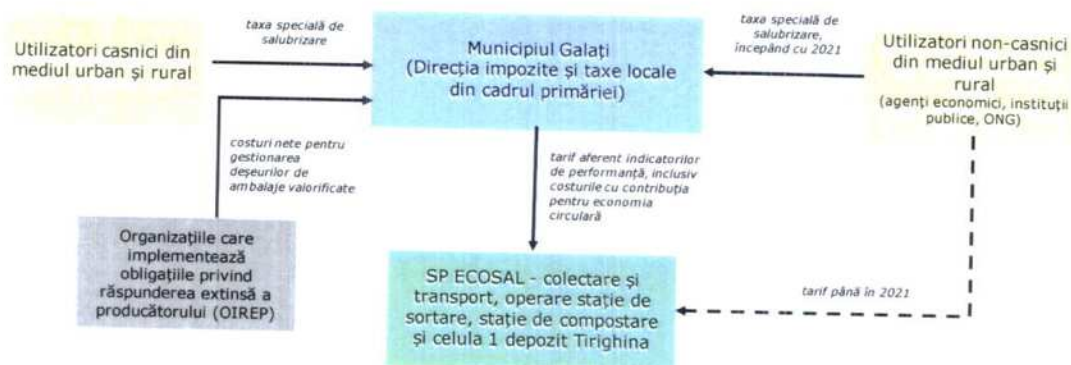 taxa specială de
salubrizare
Utilizatori casnici din
mediul urban și rural
Municipiul Galați
(Direcția impozite și taxe locale
din cadrul primăriei)
taxa specială de
salubrizare,
începând cu 2021
Utilizatori non-casnici
din mediul urban și
rural
(agenți economici, instituții
publice, ONG)
costuri nete pentru
gestionarea
deșeurilor de
ambalaje valorificate
tarif aferent indicatorilor
de performanță, inclusiv
costurile cu contribuția
pentru economia
circulară
Organizațiile care
implementează
obligațiile privind
răspunderea extinsă a
producătorului (OIREP)
SP ECOSAL - colectare și
transport, operare stație de
sortare, stație de compostare
și celula 1 depozit Tirighina
tarif până în 2021